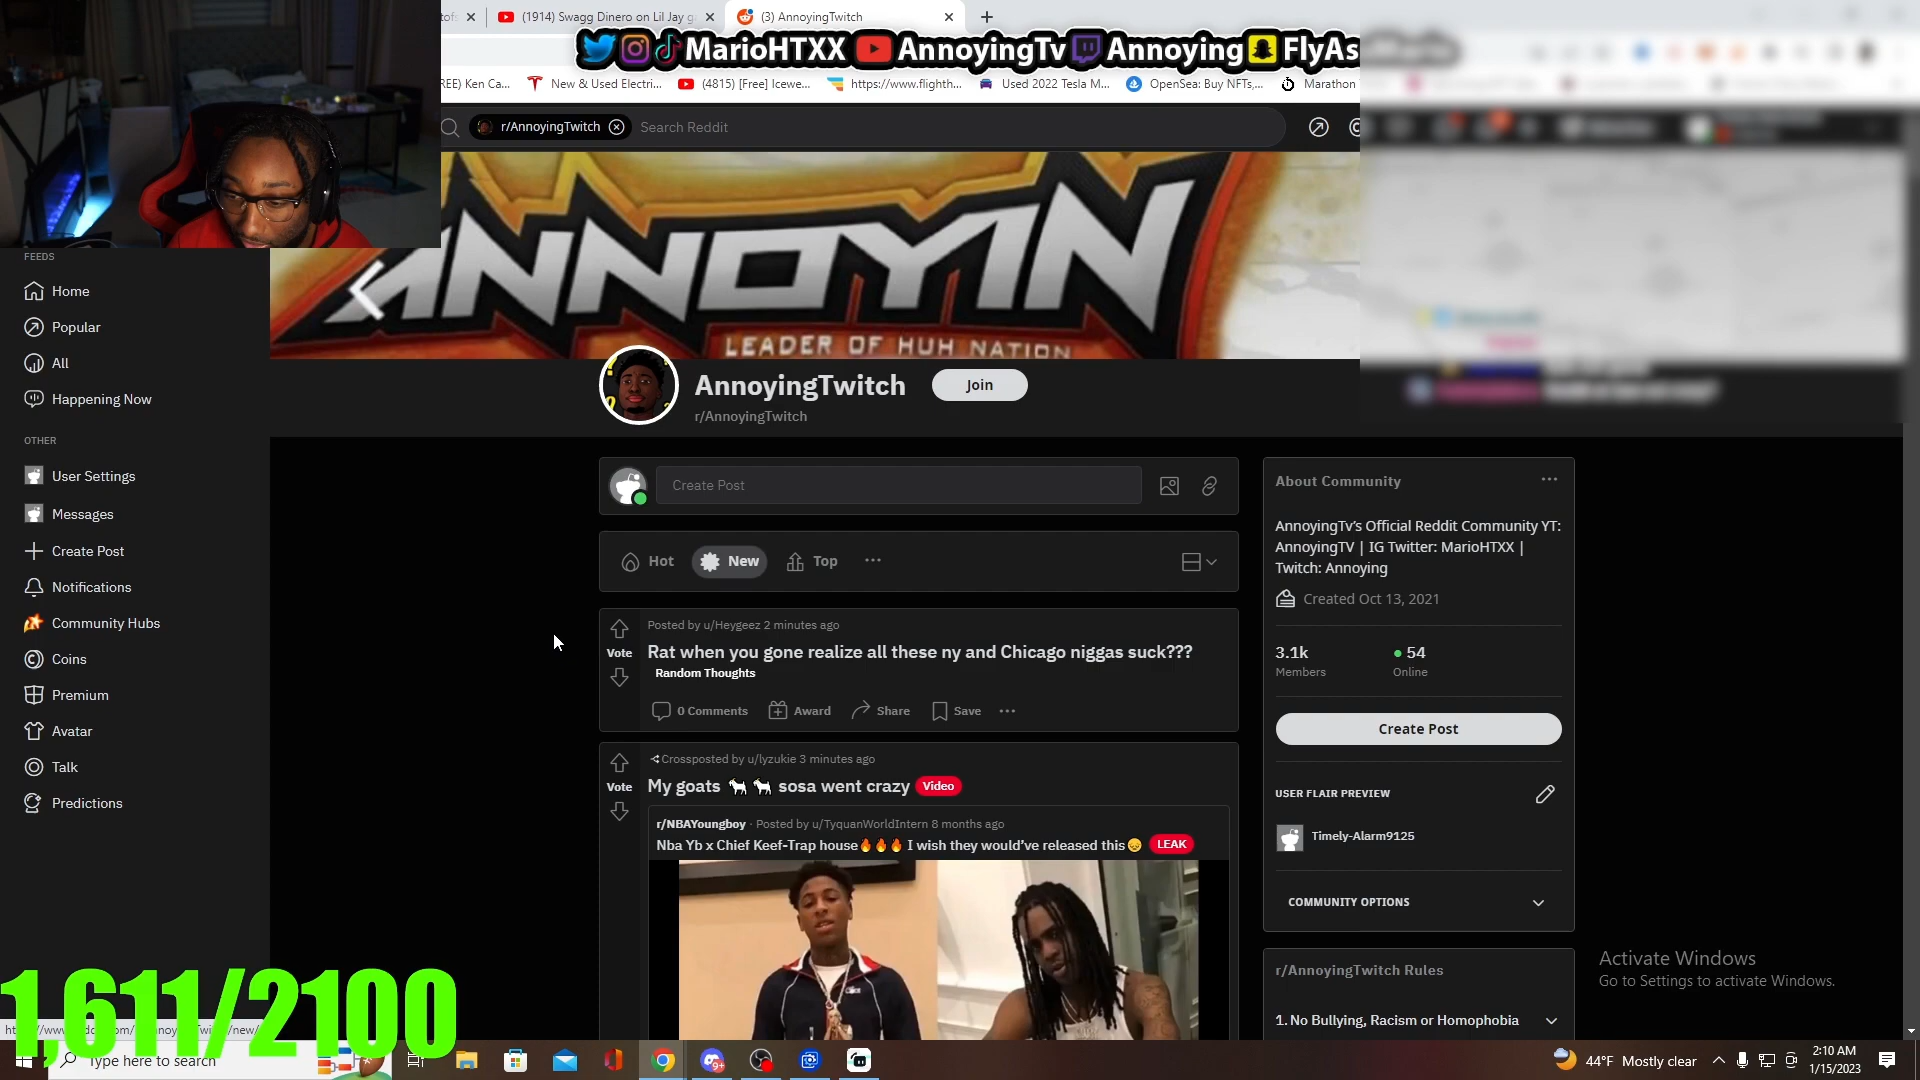 (1914) Swagg Dinero on Lil Jay g
(3) AnnoyingTwitch
MarioHTXX AnnoyingTv Annoying FlyAs
REE) Ken Ca...
New & Used Electri...
(4815) [Free] Icewe...
https://www.flighth...
Used 2022 Tesla M...
OpenSea: Buy NFTs,...
Marathon
r/AnnoyingTwitch
Search Reddit
ANNOYIN
LEADER OF HUH NATION
AnnoyingTwitch
Join
r/AnnoyingTwitch
FEEDS
Home
Popular
All
Happening Now
OTHER
User Settings
Messages
Create Post
Notifications
Community Hubs
Coins
Premium
Avatar
Talk
Predictions
Create Post
Hot
New
Top
Posted by u/Heygeez 2 minutes ago
Vote
Rat when you gone realize all these ny and Chicago niggas suck???
Random Thoughts
0 Comments
Award
Share
Save
Crossposted by u/lyzukie 3 minutes ago
Vote
My goats 🐐 🐐 sosa went crazy Video
r/NBAYoungboy · Posted by u/TyquanWorldIntern 8 months ago
Nba Yb x Chief Keef-Trap house🔥🔥🔥 I wish they would've released this😞 LEAK
About Community
AnnoyingTv's Official Reddit Community YT:
AnnoyingTV | IG Twitter: MarioHTXX |
Twitch: Annoying
Created Oct 13, 2021
3.1k
Members
54
Online
Create Post
USER FLAIR PREVIEW
Timely-Alarm9125
COMMUNITY OPTIONS
r/AnnoyingTwitch Rules
1. No Bullying, Racism or Homophobia
Activate Windows
Go to Settings to activate Windows.
1,611/2100
Type here to search
9+
44°F Mostly clear
2:10 AM
1/15/2023